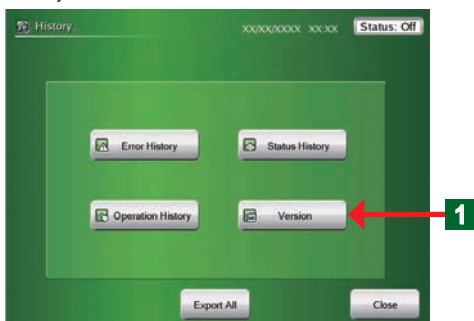 History xx/xx/xxxx xx:xx Status: Off
Error History Status History
Operation History Version
1
Export All Close